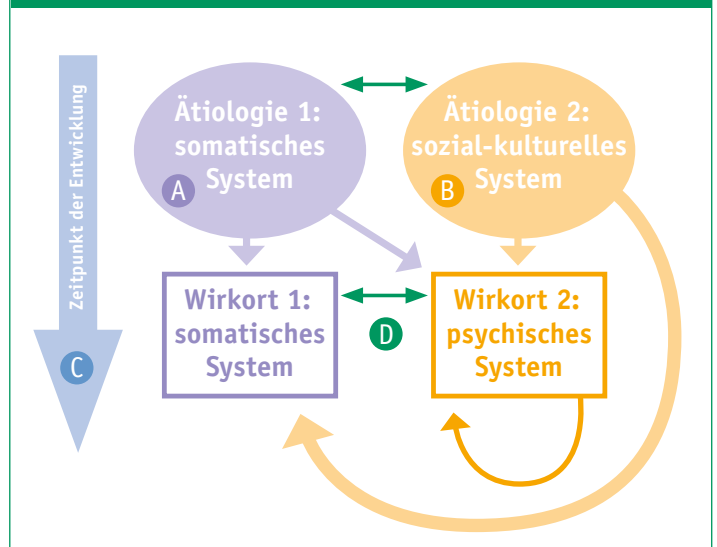 Zeitpunkt der Entwicklung
C
Ätiologie 1:
somatisches
System
A
Ätiologie 2:
sozial-kulturelles
System
B
Wirkort 1:
somatisches
System
D
Wirkort 2:
psychisches
System